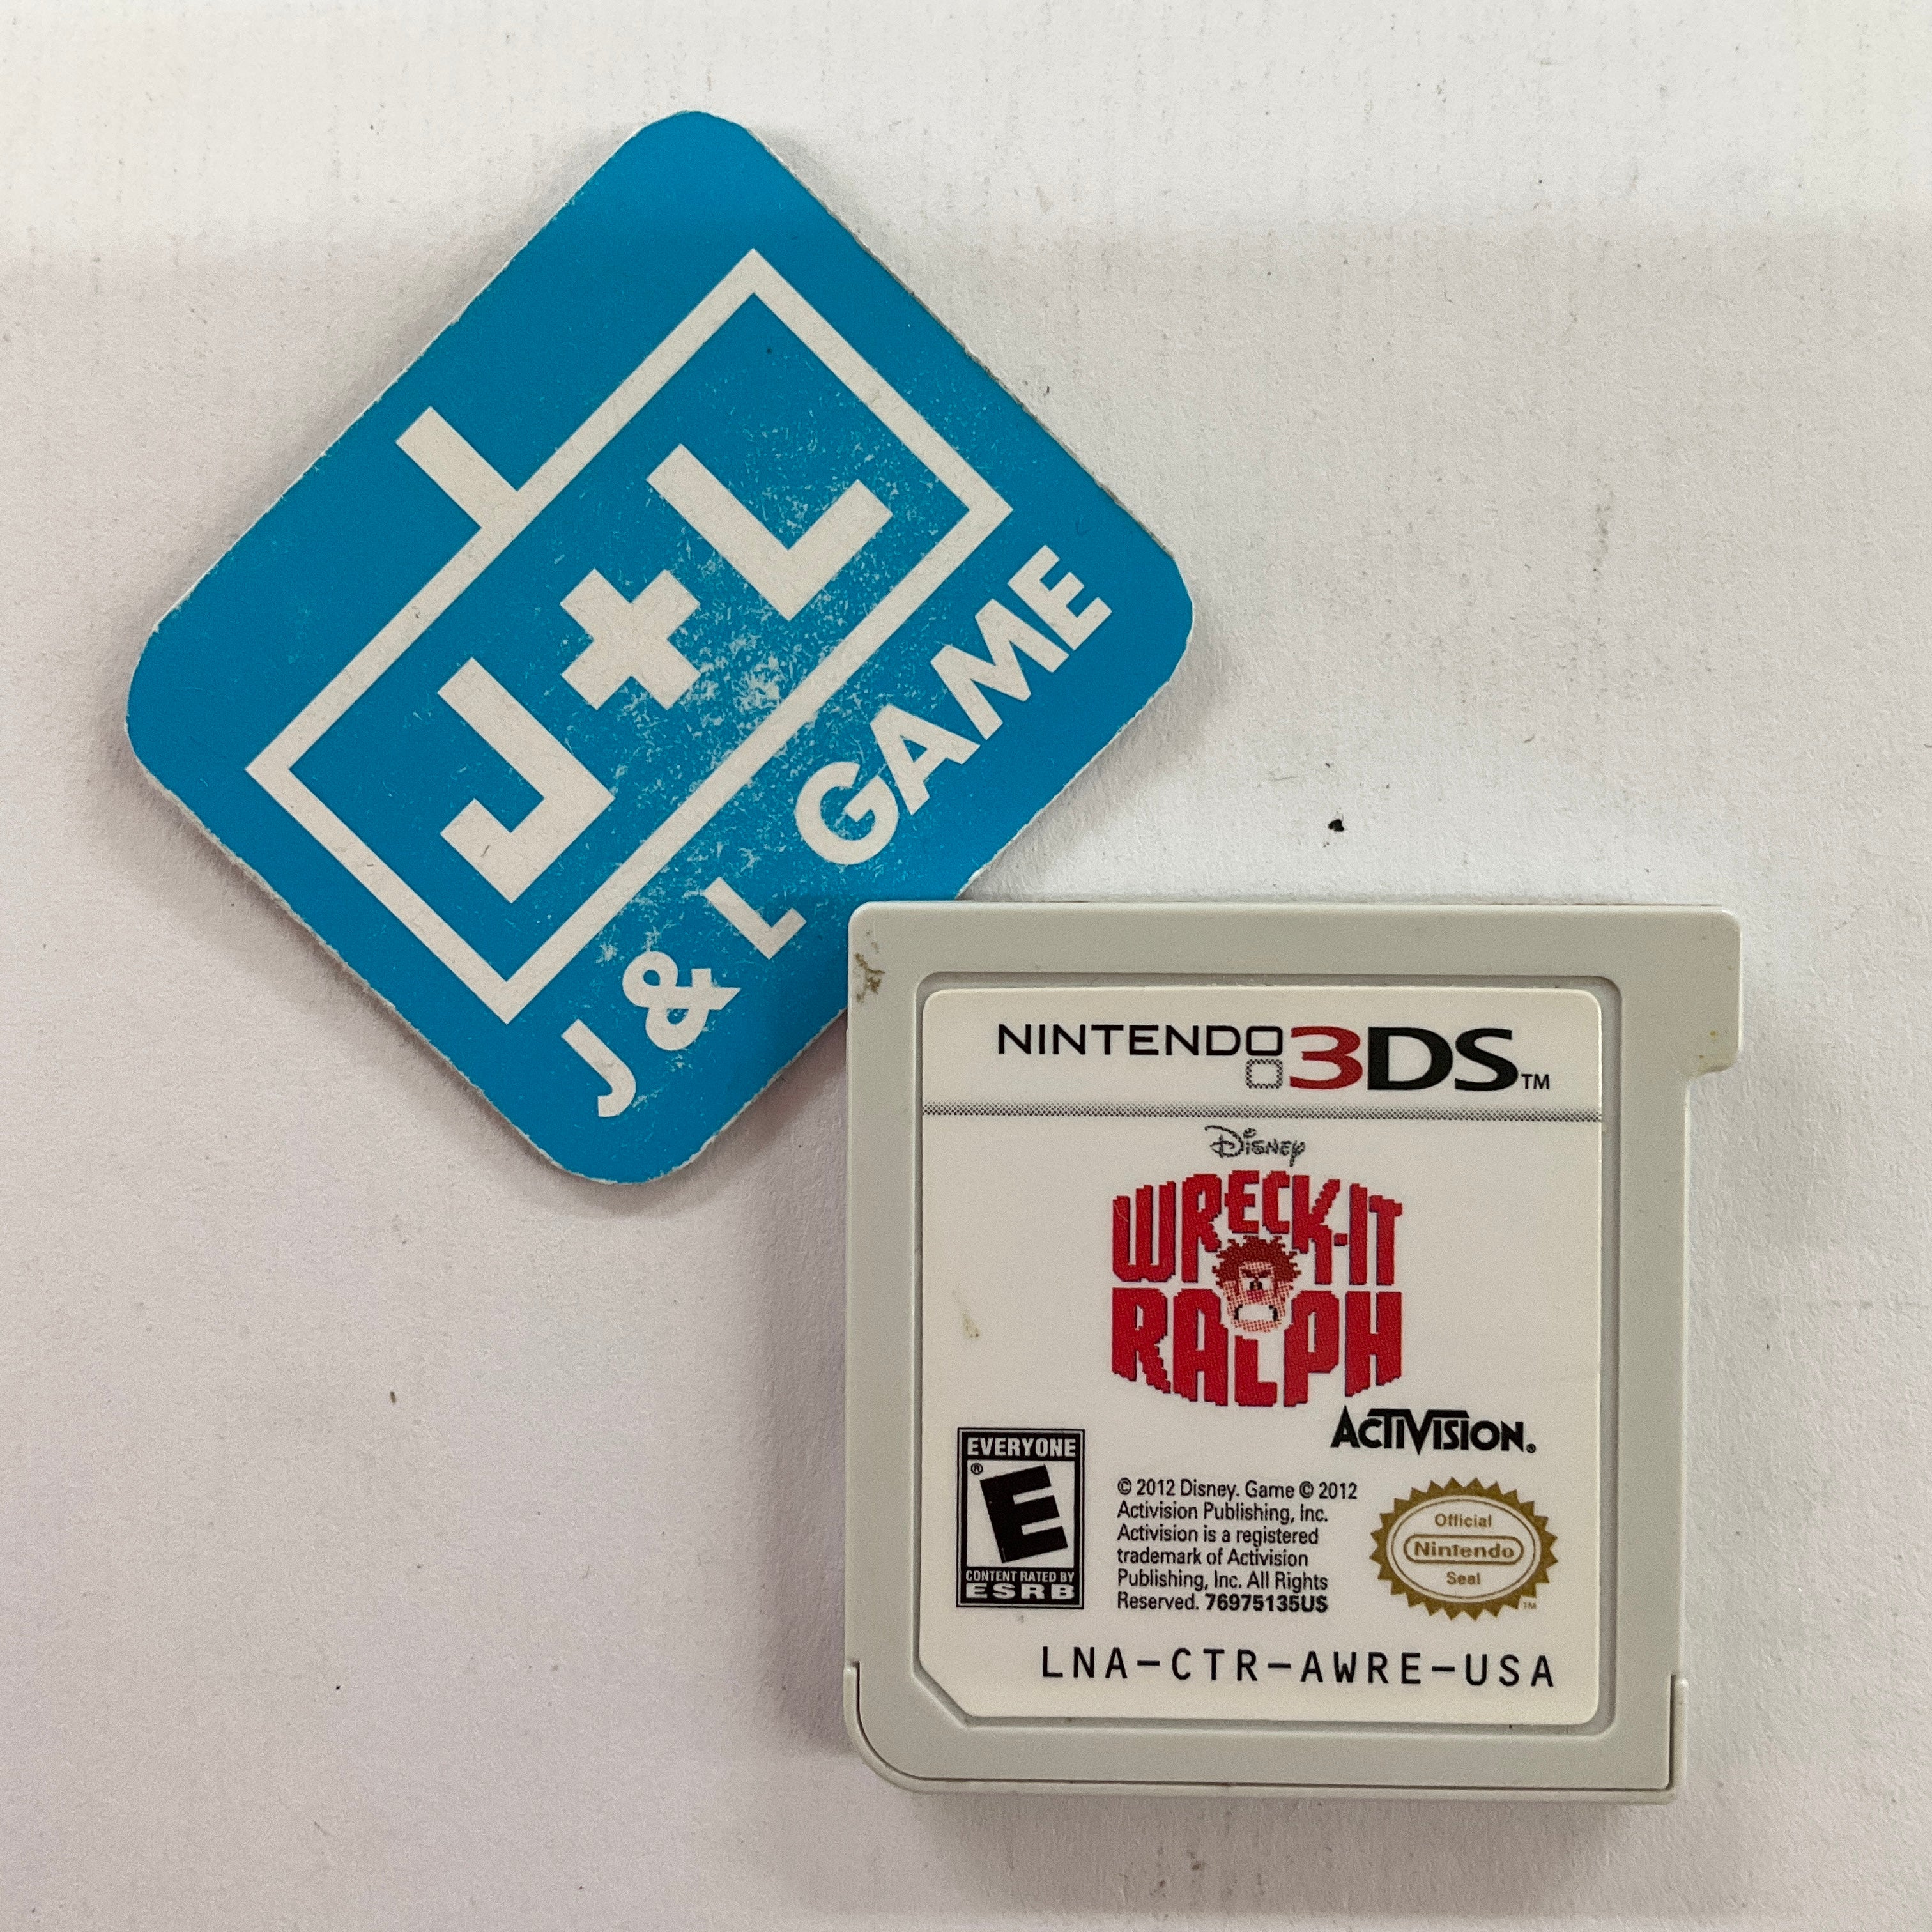 J+L
J & L GAME
NINTENDO 3DS™
Disney
WRECK-IT
RALPH
ACTIVISION®
EVERYONE
®
E
CONTENT RATED BY
ESRB
© 2012 Disney. Game © 2012
Activision Publishing, Inc.
Activision is a registered
trademark of Activision
Publishing, Inc. All Rights
Reserved. 76975135US
Official
Nintendo
Seal
™
LNA-CTR-AWRE-USA